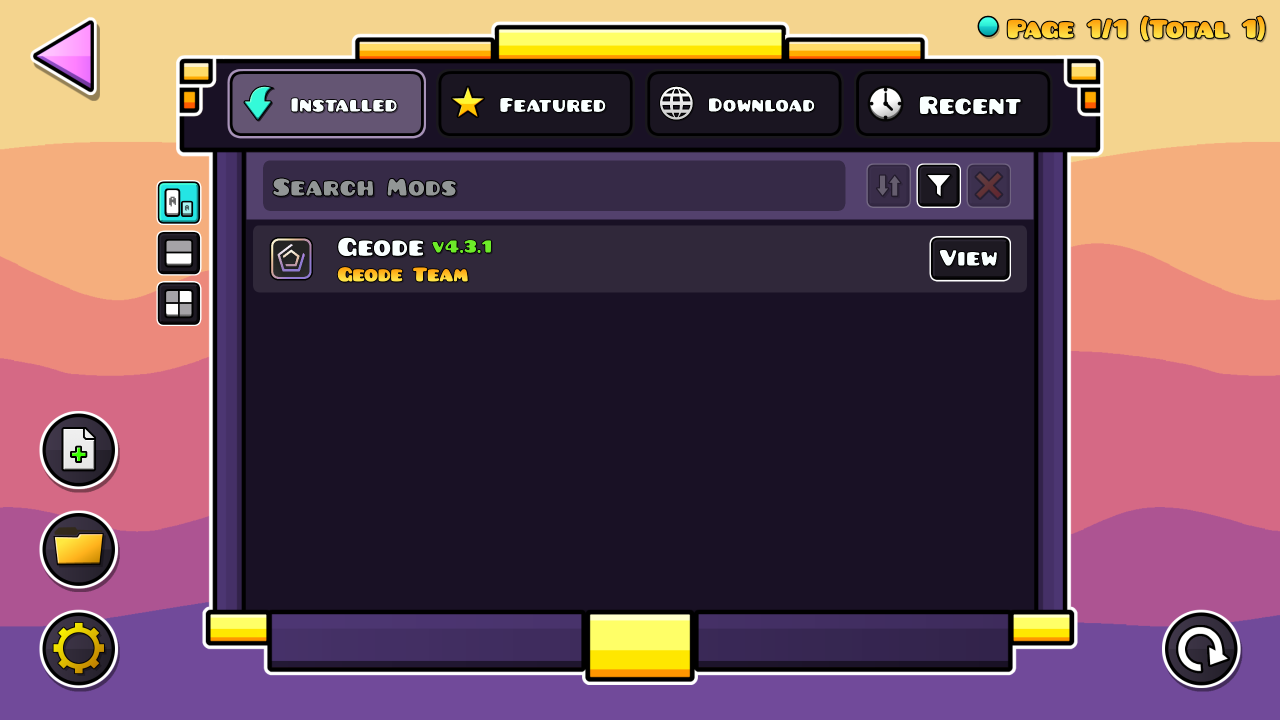 Page 1/1 (Total 1)
Installed
Featured
Download
Recent
Search Mods
Geode v4.3.1
Geode Team
View